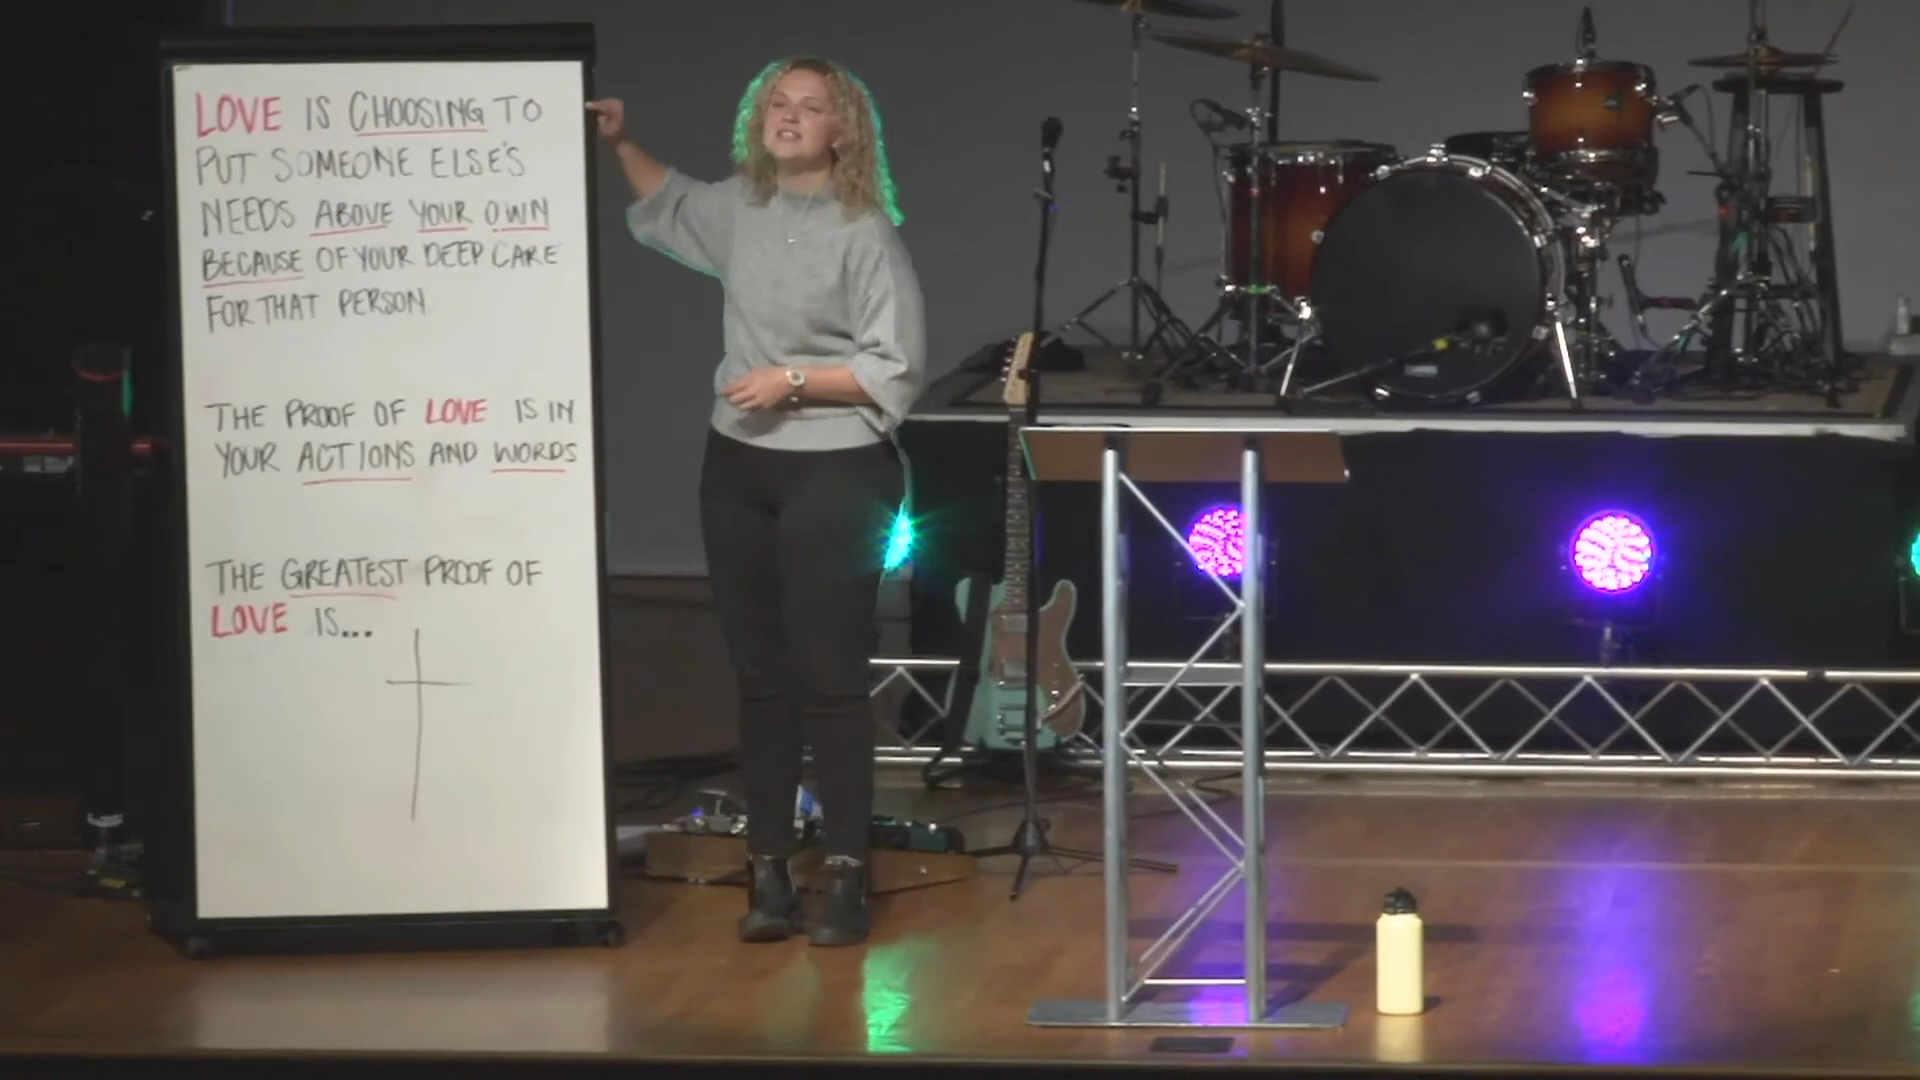 LOVE IS CHOOSING TO
PUT SOMEONE ELSE'S
NEEDS ABOVE YOUR OWN
BECAUSE OF YOUR DEEP CARE
FOR THAT PERSON
THE PROOF OF LOVE IS IN
YOUR ACTIONS AND WORDS
THE GREATEST PROOF OF
LOVE IS...